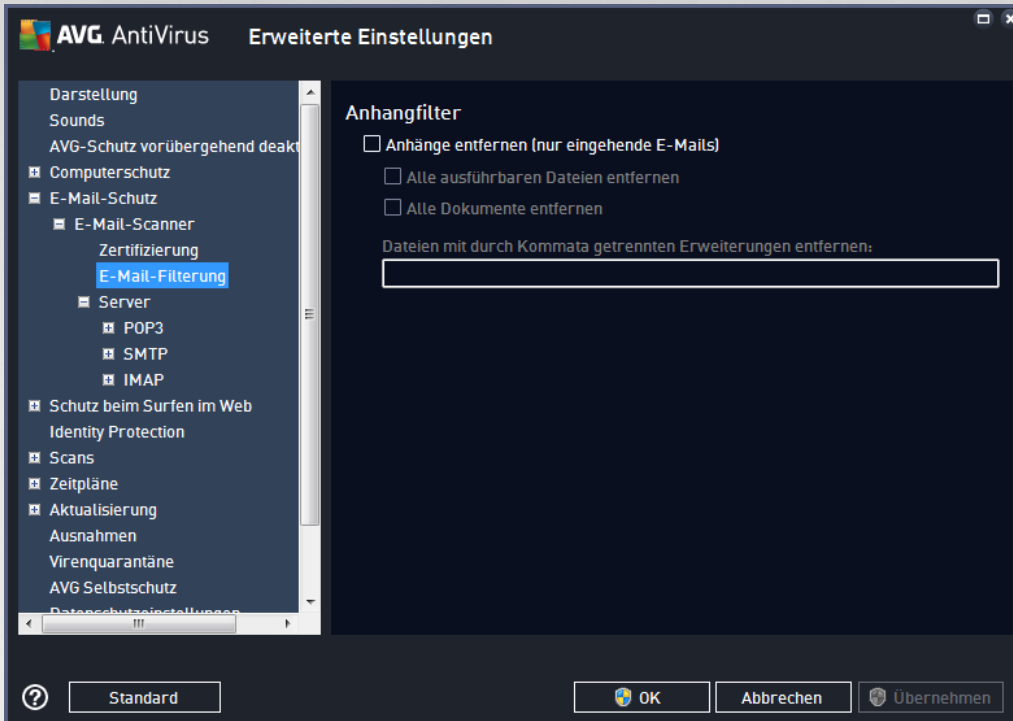 AVG. AntiVirus Erweiterte Einstellungen
Darstellung
Sounds
AVG-Schutz vorübergehend deakt
Computerschutz
E-Mail-Schutz
E-Mail-Scanner
Zertifizierung
E-Mail-Filterung
Server
POP3
SMTP
IMAP
Schutz beim Surfen im Web
Identity Protection
Scans
Zeitpläne
Aktualisierung
Ausnahmen
Virenquarantäne
AVG Selbstschutz
Datenschutzeinstellungen
Anhangfilter
Anhänge entfernen (nur eingehende E-Mails)
Alle ausführbaren Dateien entfernen
Alle Dokumente entfernen
Dateien mit durch Kommata getrennten Erweiterungen entfernen:
Standard
OK
Abbrechen
Übernehmen